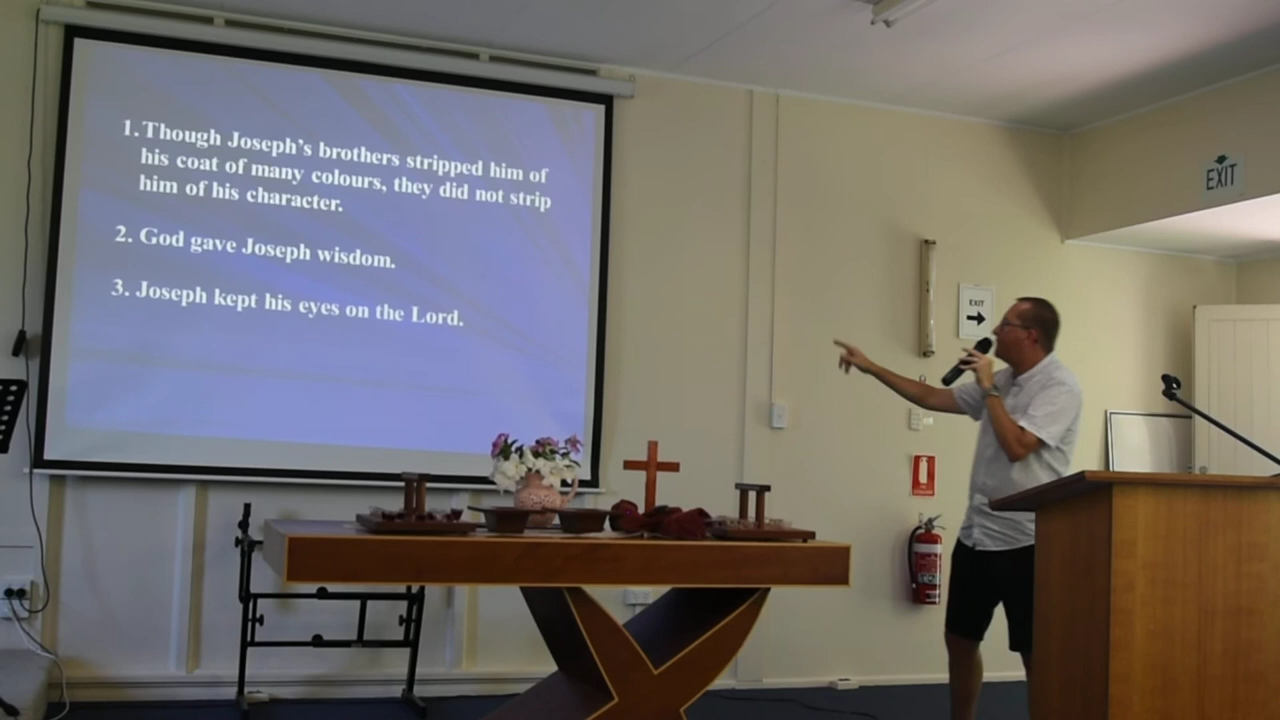 1. Though Joseph's brothers stripped him of
his coat of many colours, they did not strip
him of his character.
2. God gave Joseph wisdom.
3. Joseph kept his eyes on the Lord.
EXIT
EXIT